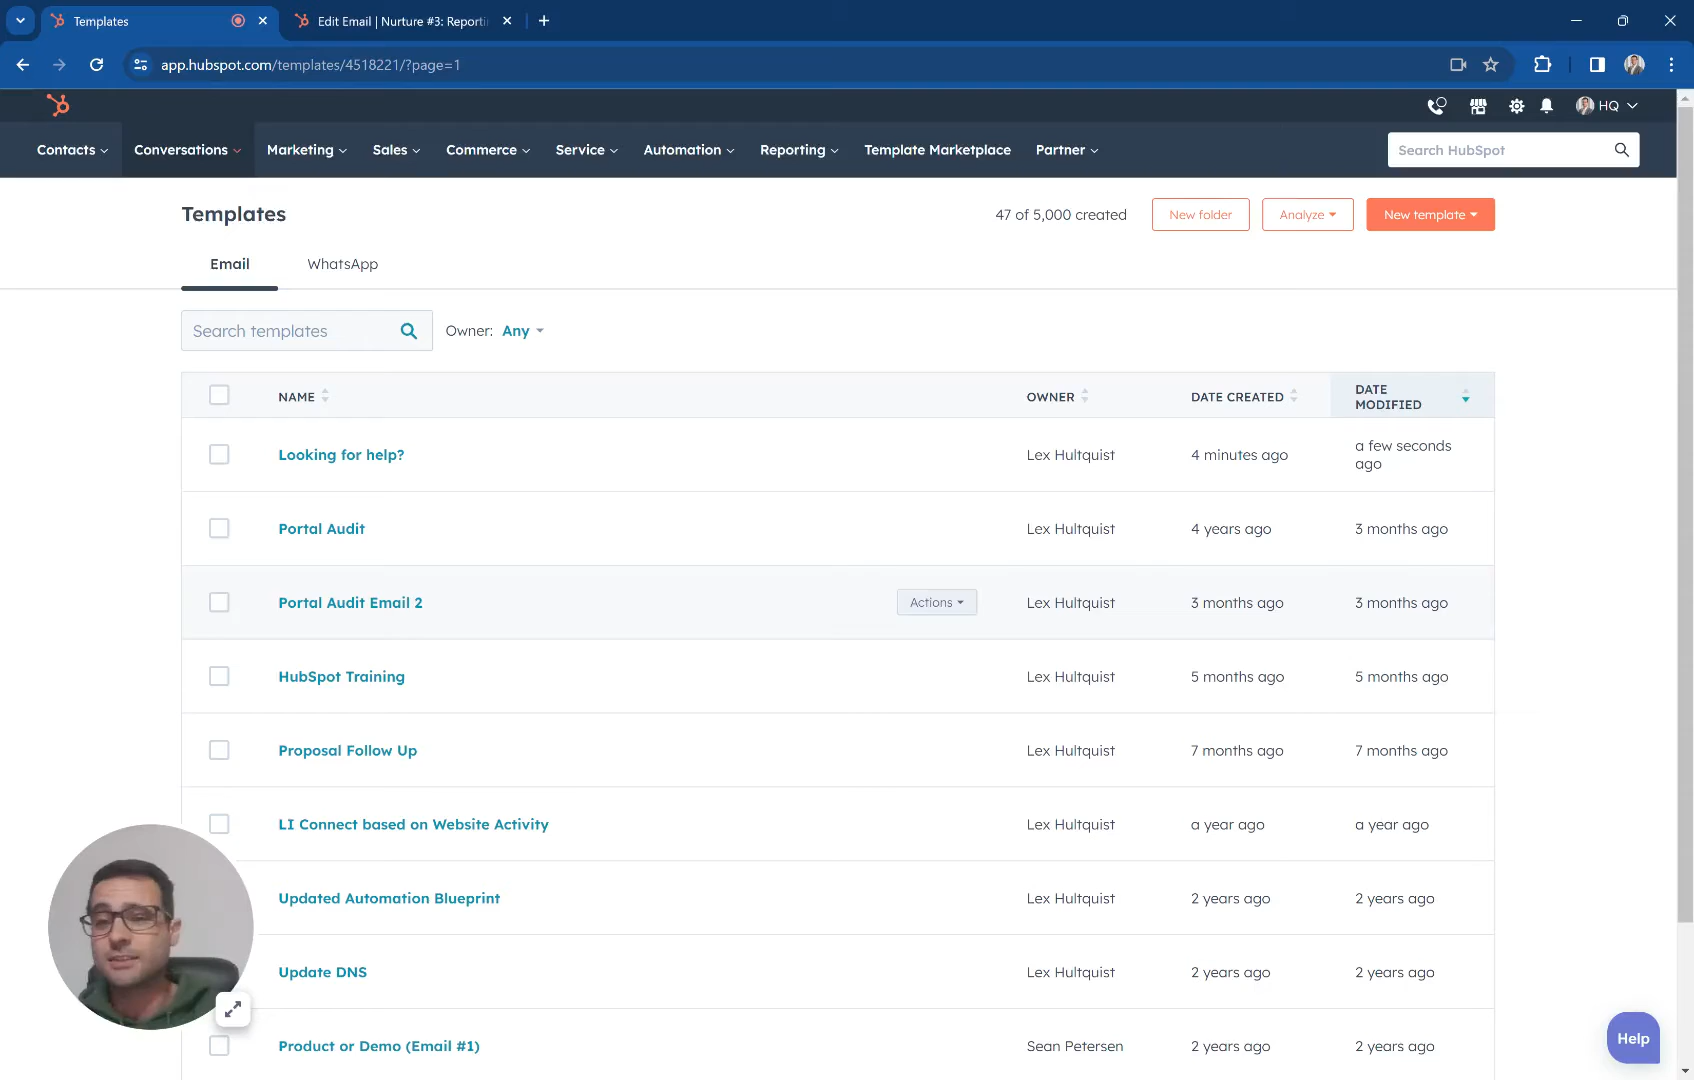 Templates
Edit Email | Nurture #3: Reporti
app.hubspot.com/templates/4518221/?page=1
HQ
Contacts Conversations Marketing Sales Commerce Service Automation Reporting Template Marketplace Partner
Search HubSpot
Templates
47 of 5,000 created
New folder
Analyze
New template
Email
WhatsApp
Search templates
Owner: Any
NAME OWNER DATE CREATED DATE MODIFIED
Looking for help? Lex Hultquist 4 minutes ago a few seconds ago
Portal Audit Lex Hultquist 4 years ago 3 months ago
Portal Audit Email 2 Actions Lex Hultquist 3 months ago 3 months ago
HubSpot Training Lex Hultquist 5 months ago 5 months ago
Proposal Follow Up Lex Hultquist 7 months ago 7 months ago
LI Connect based on Website Activity Lex Hultquist a year ago a year ago
Updated Automation Blueprint Lex Hultquist 2 years ago 2 years ago
Update DNS Lex Hultquist 2 years ago 2 years ago
Product or Demo (Email #1) Sean Petersen 2 years ago 2 years ago
Help